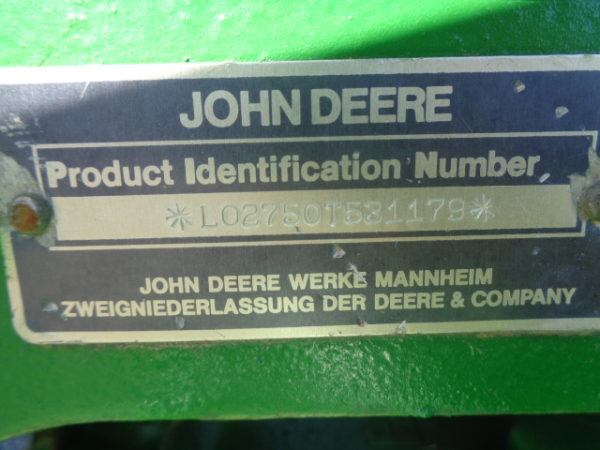 JOHN DEERE
Product Identification Number
*L02750T531179*
JOHN DEERE WERKE MANNHEIM
ZWEIGNIEDERLASSUNG DER DEERE & COMPANY